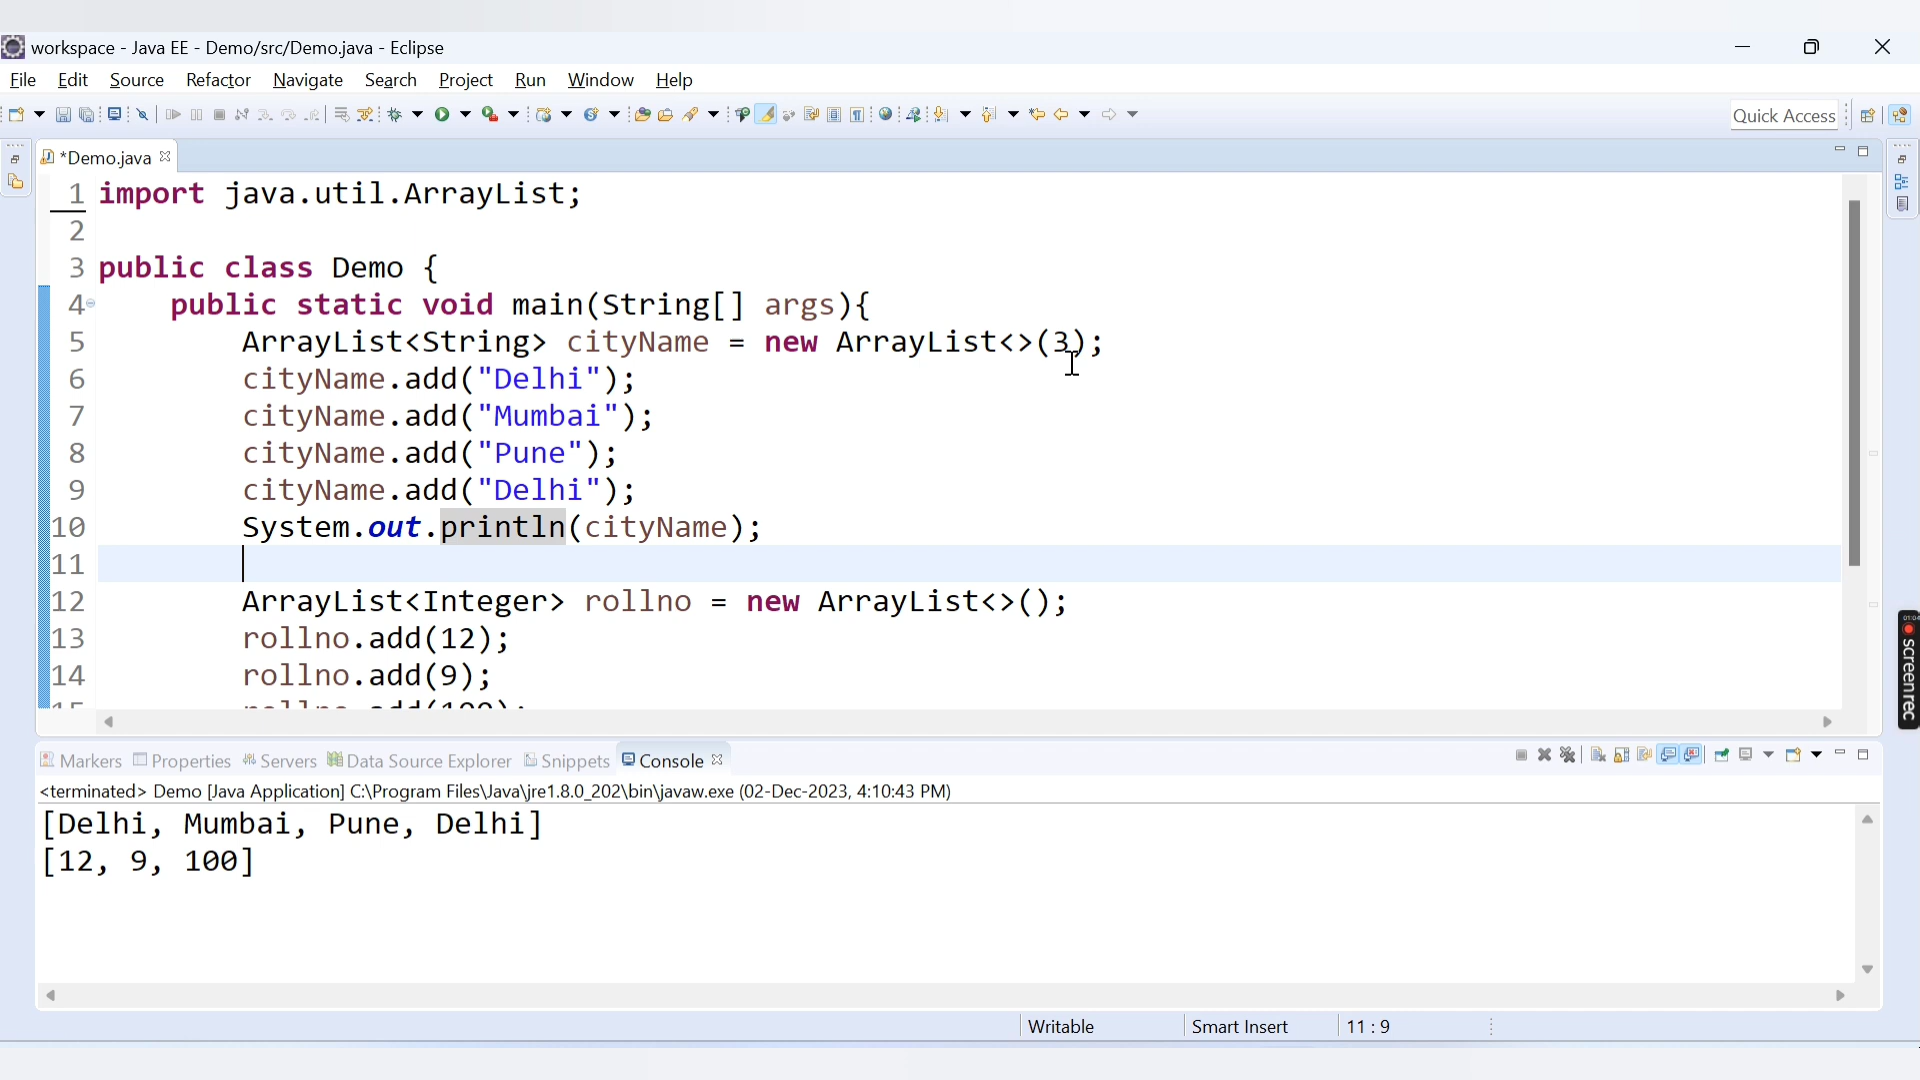 workspace - Java EE - Demo/src/Demo.java - Eclipse
File Edit Source Refactor Navigate Search Project Run Window Help
Quick Access
*Demo.java
1 import java.util.ArrayList;
2
3 public class Demo {
4 public static void main(String[] args){
5 ArrayList<String> cityName = new ArrayList<>(3);
6 cityName.add("Delhi");
7 cityName.add("Mumbai");
8 cityName.add("Pune");
9 cityName.add("Delhi");
10 System.out.println(cityName);
11
12 ArrayList<Integer> rollno = new ArrayList<>();
13 rollno.add(12);
14 rollno.add(9);
15 rollno.add(100);
screenrec
Markers Properties Servers Data Source Explorer Snippets Console
<terminated> Demo [Java Application] C:\Program Files\Java\jre1.8.0_202\bin\javaw.exe (02-Dec-2023, 4:10:43 PM)
[Delhi, Mumbai, Pune, Delhi]
[12, 9, 100]
Writable Smart Insert 11 : 9